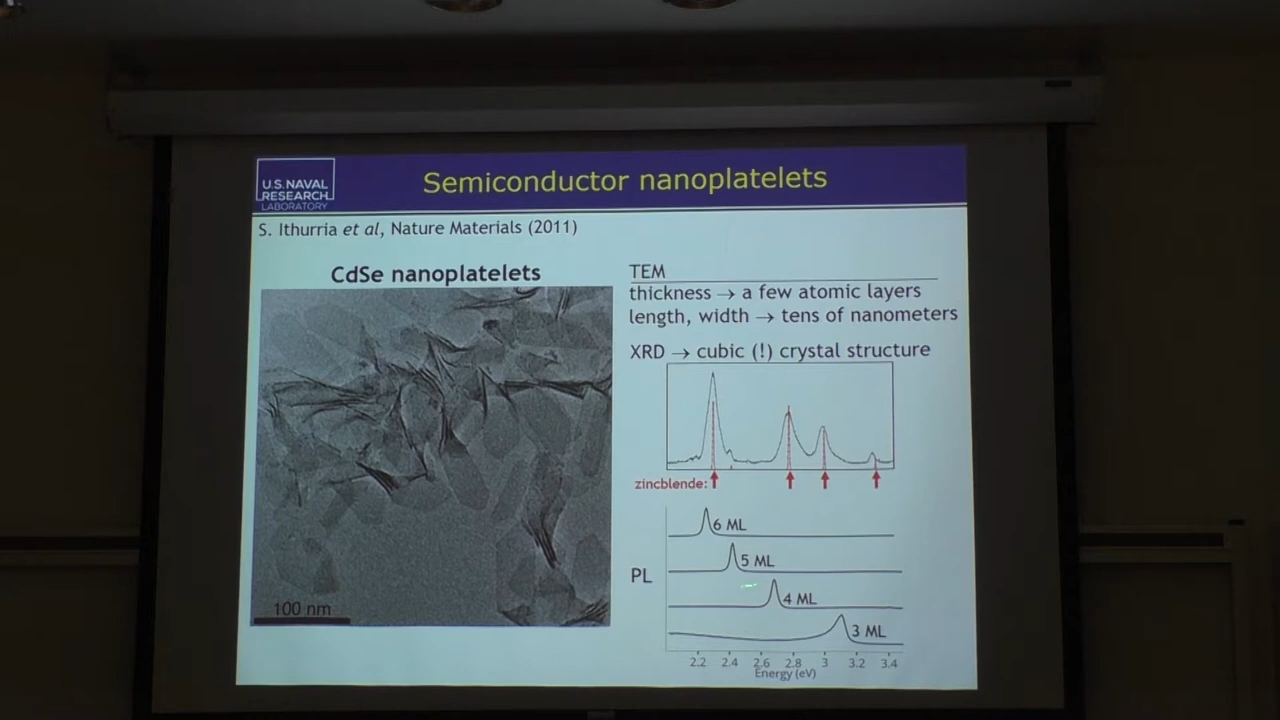 U.S. NAVAL
RESEARCH
LABORATORY
Semiconductor nanoplatelets
S. Ithurria et al, Nature Materials (2011)
CdSe nanoplatelets
100 nm
TEM
thickness → a few atomic layers
length, width → tens of nanometers
XRD → cubic (!) crystal structure
zincblende:
PL
6 ML
5 ML
4 ML
3 ML
2.2 2.4 2.6 2.8 3 3.2 3.4
Energy (eV)